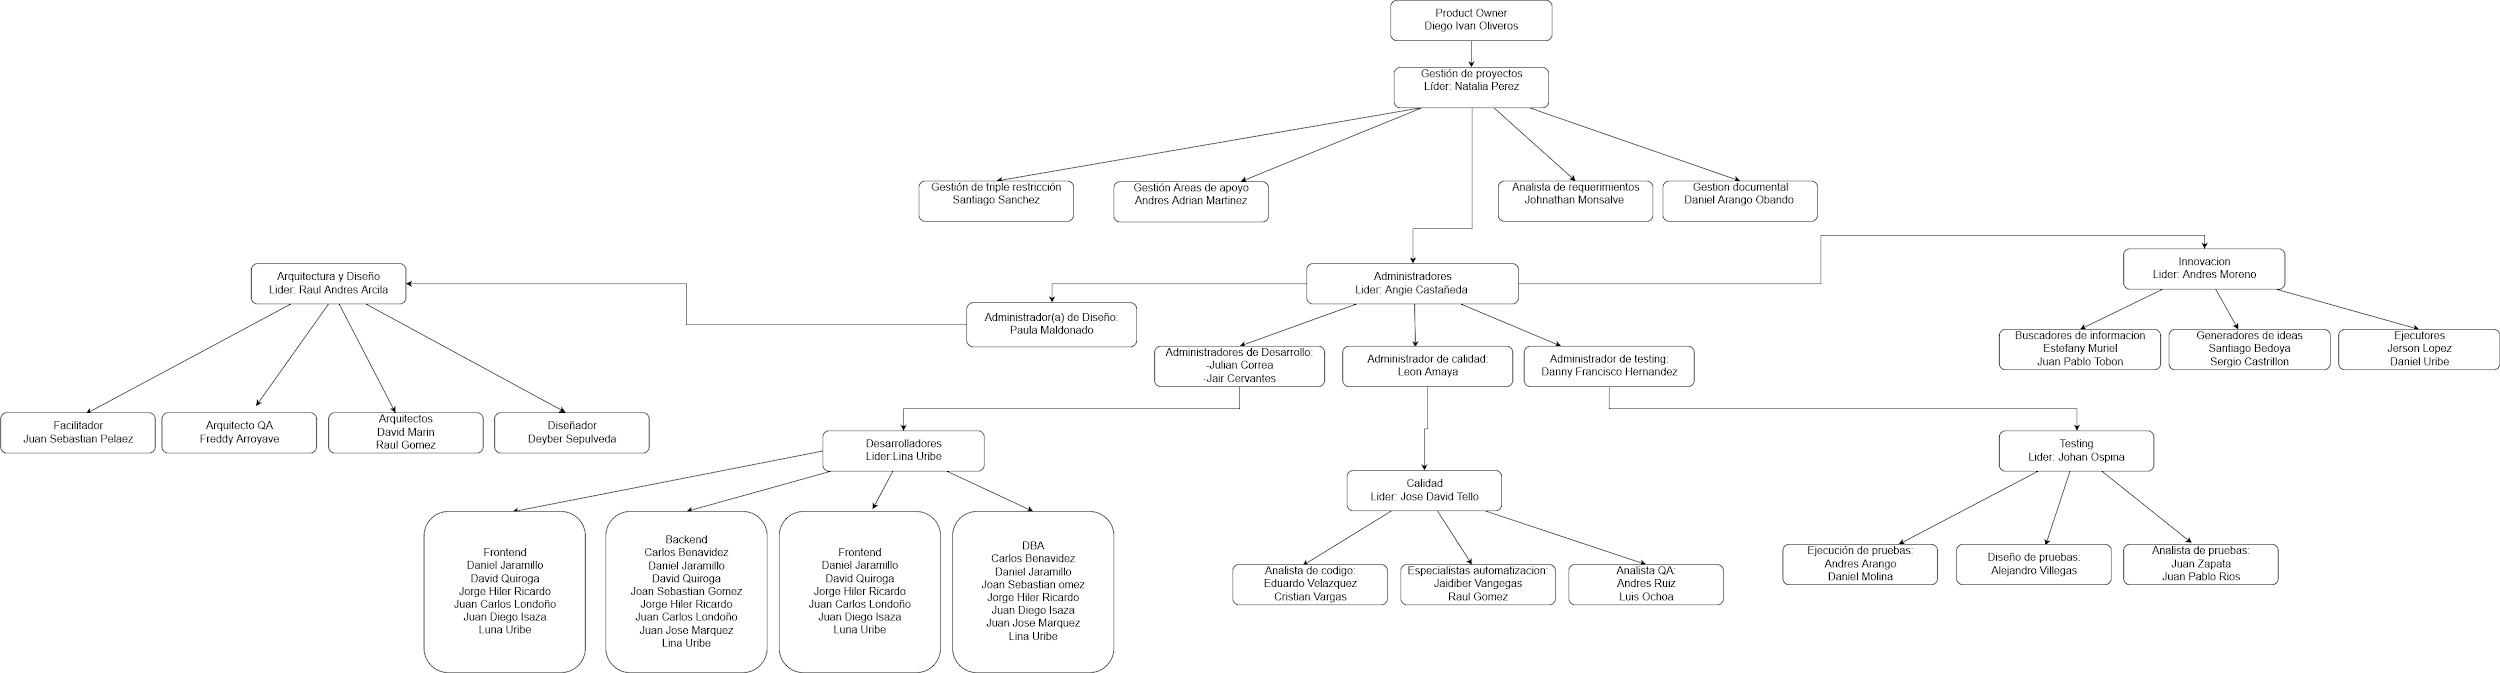 Product Owner
Diego Ivan Oliveros
Gestión de proyectos
Líder: Natalia Perez
Gestión de triple restricción
Santiago Sanchez
Gestión Areas de apoyo
Andres Adrian Martinez
Analista de requerimientos
Johnathan Monsalve
Gestion documental
Daniel Arango Obando
Arquitectura y Diseño
Lider: Raul Andres Arcila
Administradores
Lider: Angie Castañeda
Innovacion
Lider: Andres Moreno
Administrador(a) de Diseño:
Paula Maldonado
Administradores de Desarrollo:
-Julian Correa
-Jair Cervantes
Administrador de calidad:
Leon Amaya
Administrador de testing:
Danny Francisco Hernandez
Buscadores de informacion
Estefany Muriel
Juan Pablo Tobon
Generadores de ideas
Santiago Bedoya
Sergio Castrillon
Ejecutores
Jerson Lopez
Daniel Uribe
Facilitador
Juan Sebastian Pelaez
Arquitecto QA
Freddy Arroyave
Arquitectos
David Marin
Raul Gomez
Diseñador
Deyber Sepulveda
Desarrolladores
Lider:Lina Uribe
Calidad
Lider: Jose David Tello
Testing
Lider: Johan Ospina
Frontend
Daniel Jaramillo
David Quiroga
Jorge Hiler Ricardo
Juan Carlos Londoño
Juan Diego Isaza
Luna Uribe
Backend
Carlos Benavidez
Daniel Jaramillo
David Quiroga
Joan Sebastian Gomez
Jorge Hiler Ricardo
Juan Carlos Londoño
Juan Jose Marquez
Lina Uribe
Frontend
Daniel Jaramillo
David Quiroga
Jorge Hiler Ricardo
Juan Carlos Londoño
Juan Diego Isaza
Luna Uribe
DBA
Carlos Benavidez
Daniel Jaramillo
Joan Sebastian omez
Jorge Hiler Ricardo
Juan Diego Isaza
Juan Jose Marquez
Lina Uribe
Analista de codigo:
Eduardo Velazquez
Cristian Vargas
Especialistas automatizacion:
Jaidiber Vangegas
Raul Gomez
Analista QA:
Andres Ruiz
Luis Ochoa
Ejecución de pruebas:
Andres Arango
Daniel Molina
Diseño de pruebas:
Alejandro Villegas
Analista de pruebas:
Juan Zapata
Juan Pablo Rios